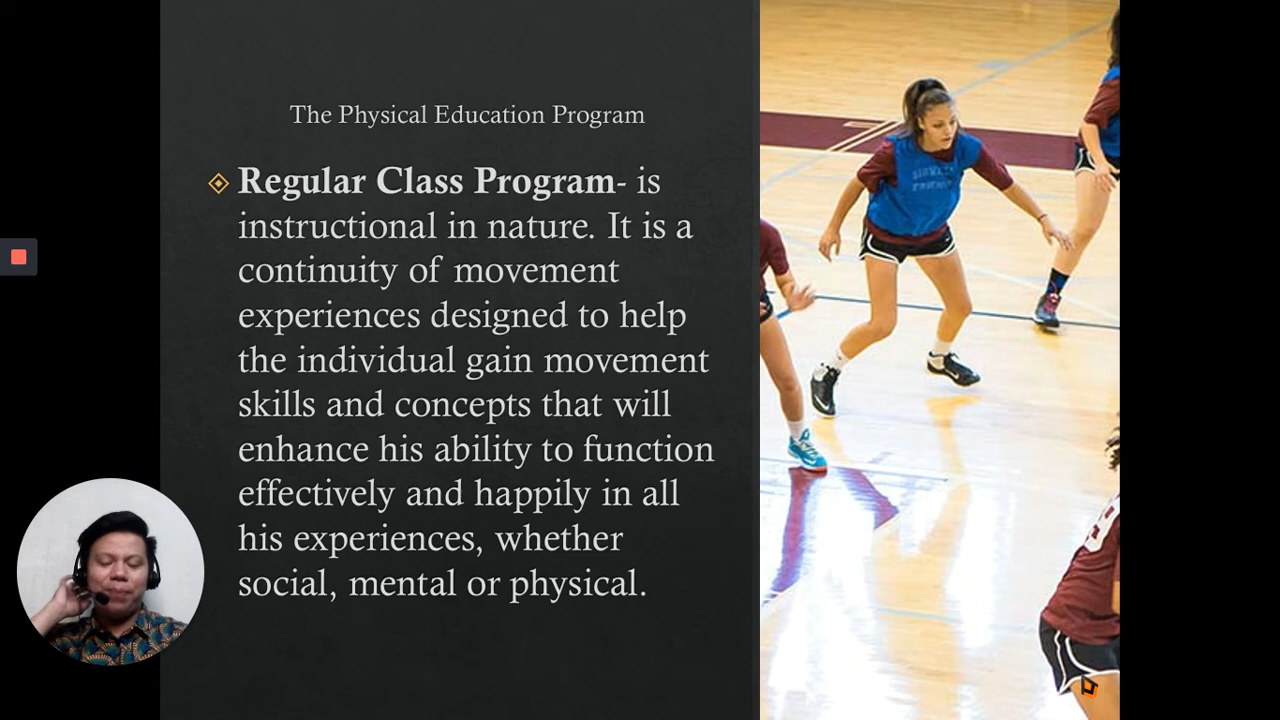 The Physical Education Program
Regular Class Program- is
instructional in nature. It is a
continuity of movement
experiences designed to help
the individual gain movement
skills and concepts that will
enhance his ability to function
effectively and happily in all
his experiences, whether
social, mental or physical.